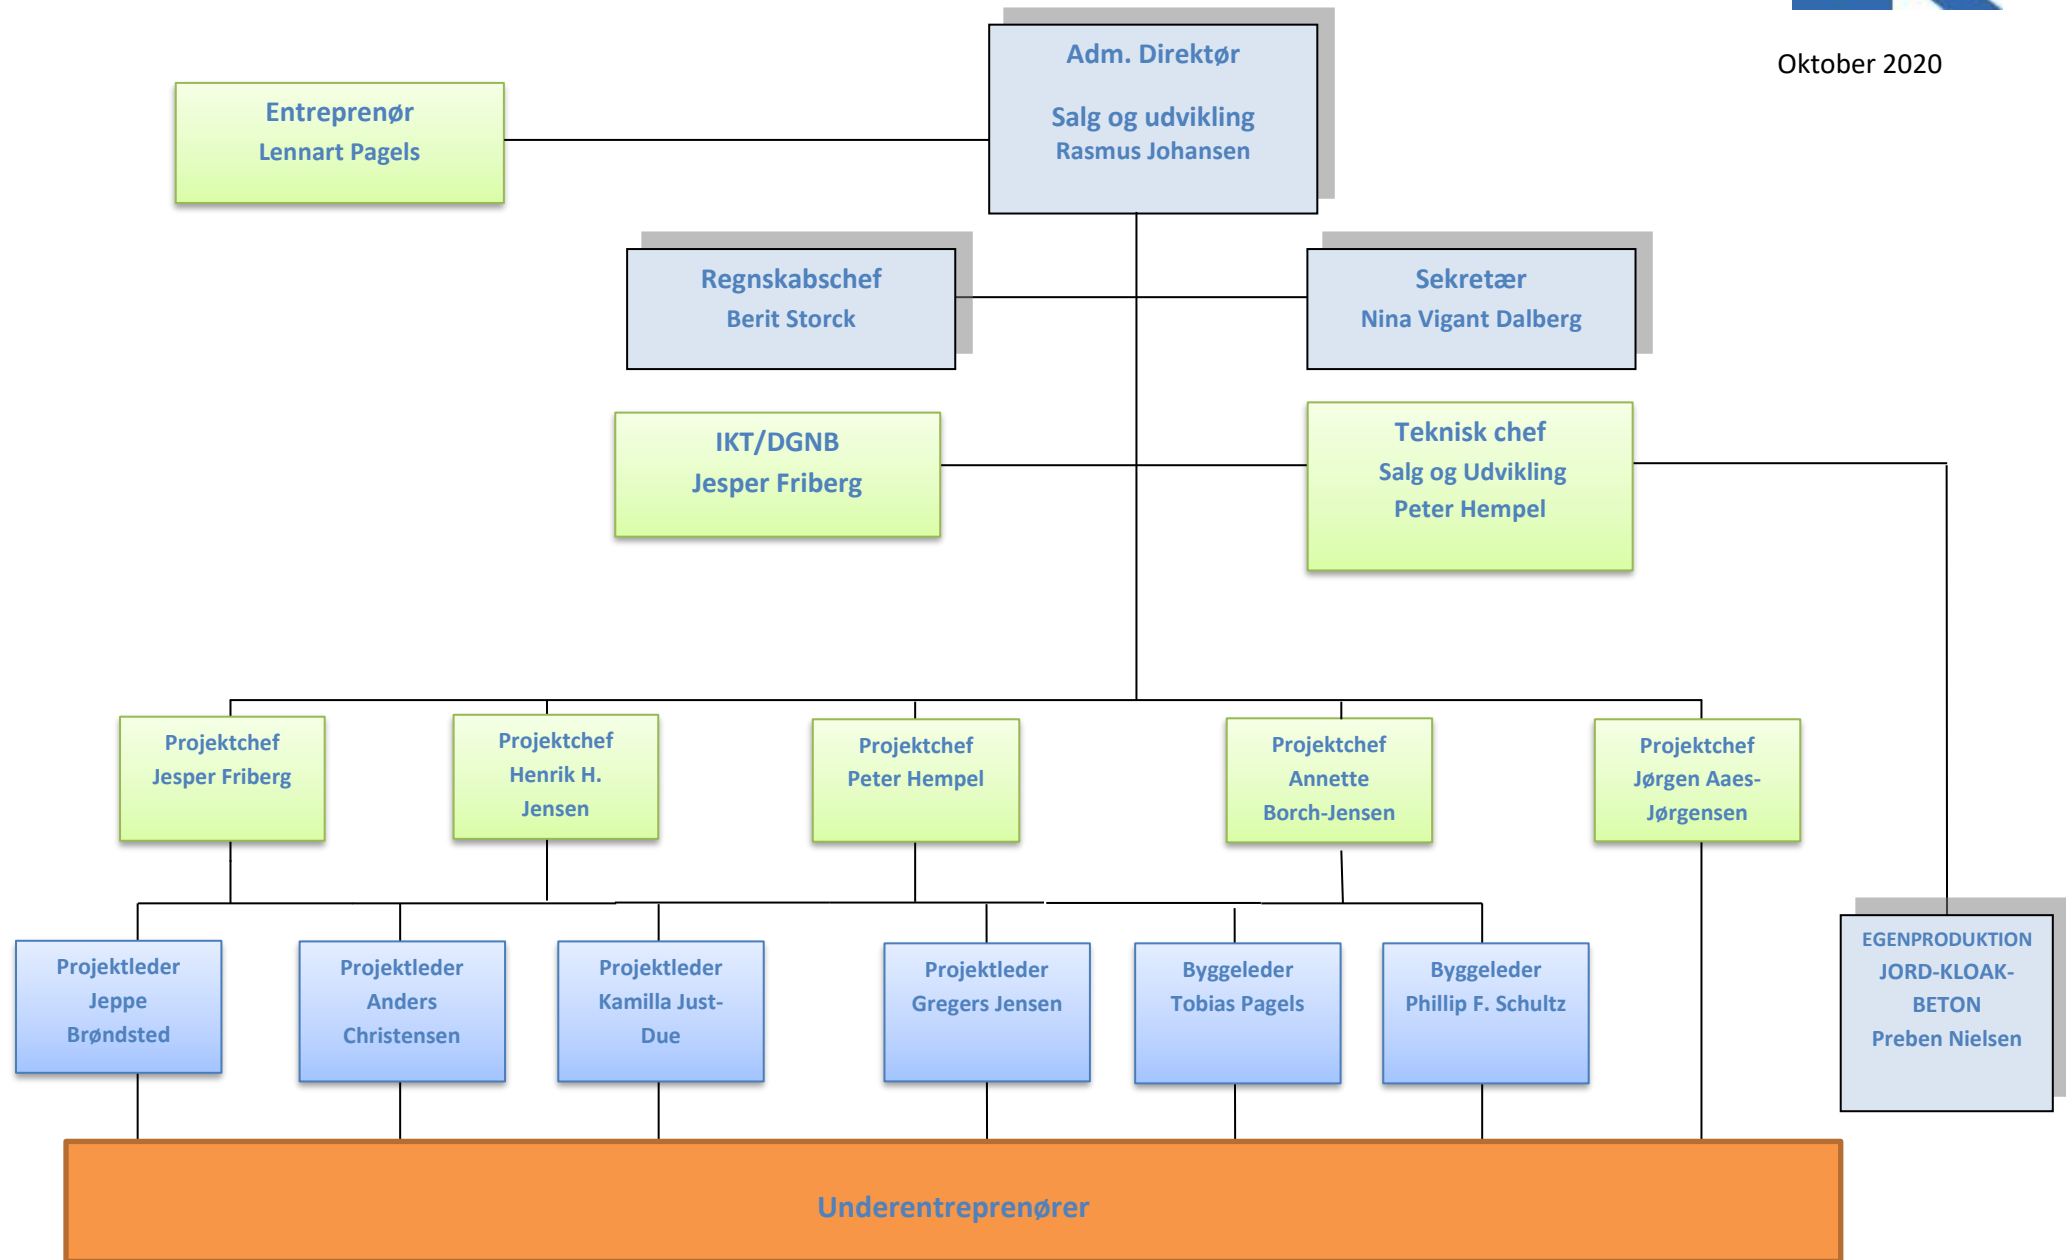 Oktober 2020
Adm. Direktør
Salg og udvikling
Rasmus Johansen
Entreprenør
Lennart Pagels
Regnskabschef
Berit Storck
Sekretær
Nina Vigant Dalberg
IKT/DGNB
Jesper Friberg
Teknisk chef
Salg og Udvikling
Peter Hempel
Projektchef
Jesper Friberg
Projektchef
Henrik H.
Jensen
Projektchef
Peter Hempel
Projektchef
Annette
Borch-Jensen
Projektchef
Jørgen Aaes-
Jørgensen
Projektleder
Jeppe
Brøndsted
Projektleder
Anders
Christensen
Projektleder
Kamilla Just-
Due
Projektleder
Gregers Jensen
Byggeleder
Tobias Pagels
Byggeleder
Phillip F. Schultz
EGENPRODUKTION
JORD-KLOAK-
BETON
Preben Nielsen
Underentreprenører